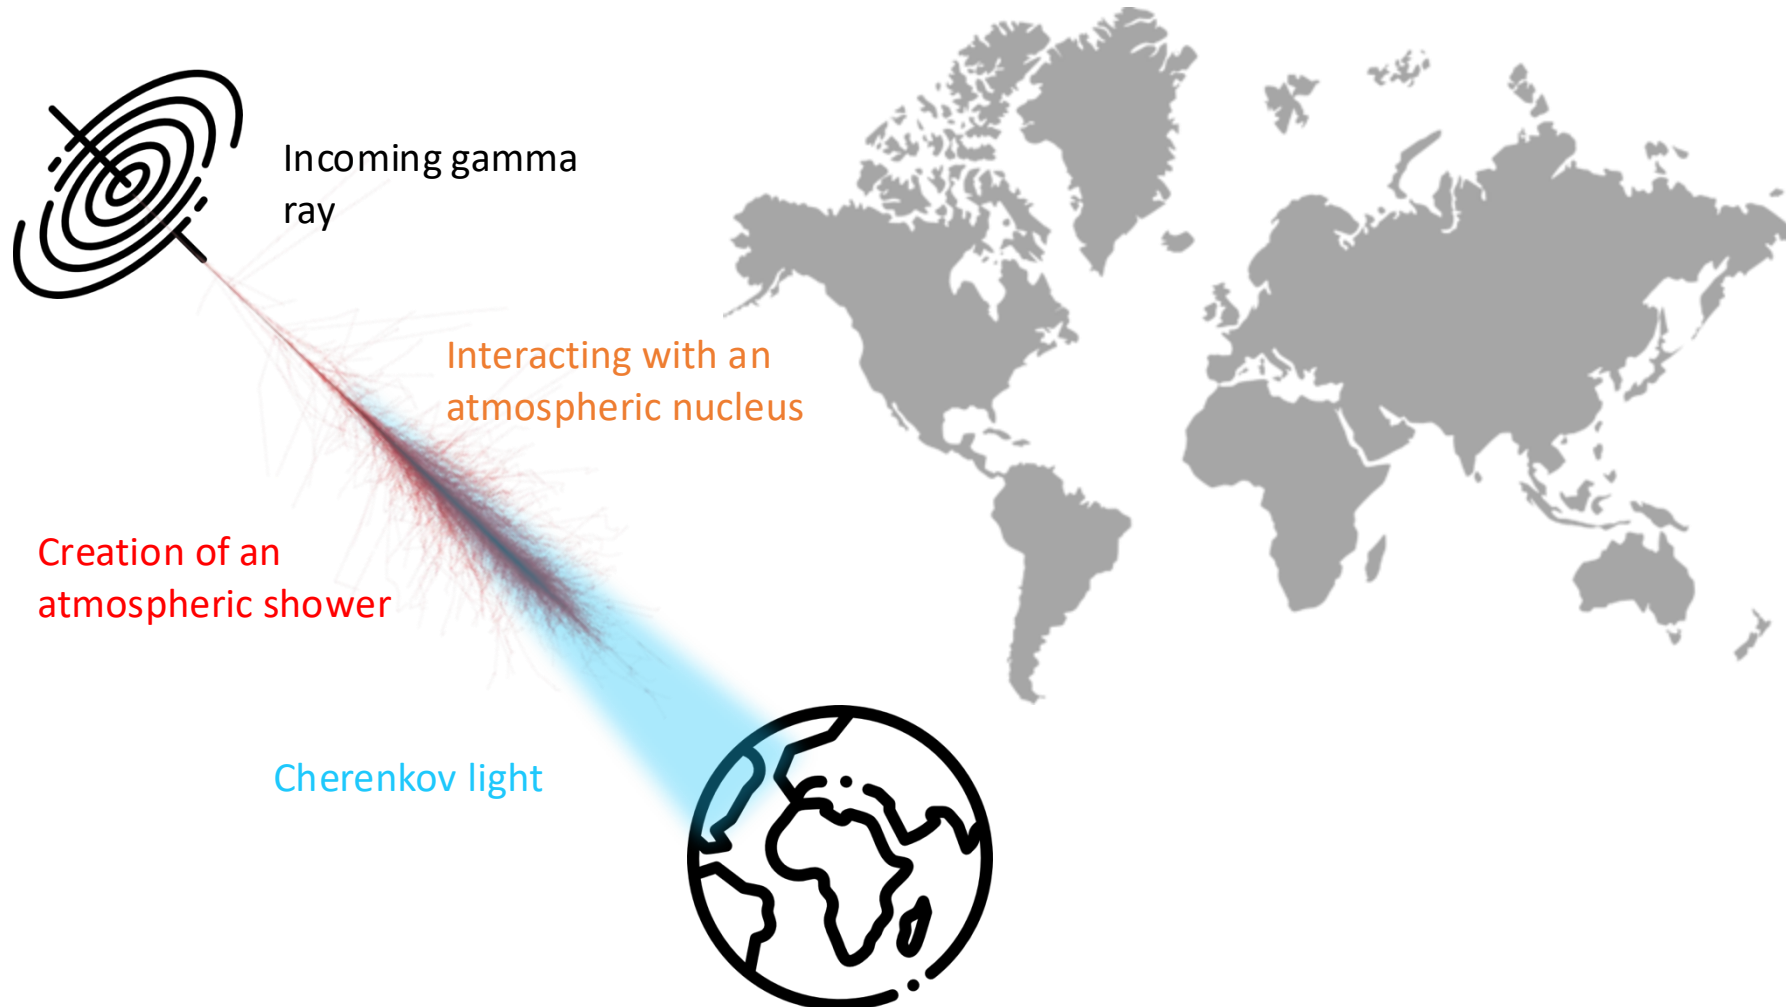 Incoming gamma
ray
Interacting with an
atmospheric nucleus
Creation of an
atmospheric shower
Cherenkov light